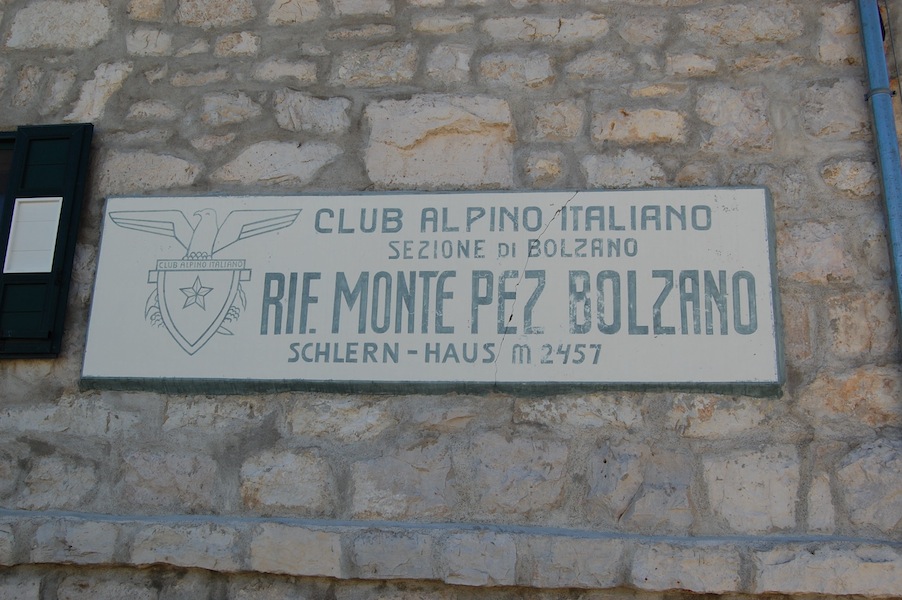 CLUB ALPINO ITALIANO
SEZIONE DI BOLZANO
CLUB ALPINO ITALIANO
RIF. MONTE PEZ BOLZANO
SCHLERN-HAUS m 2457